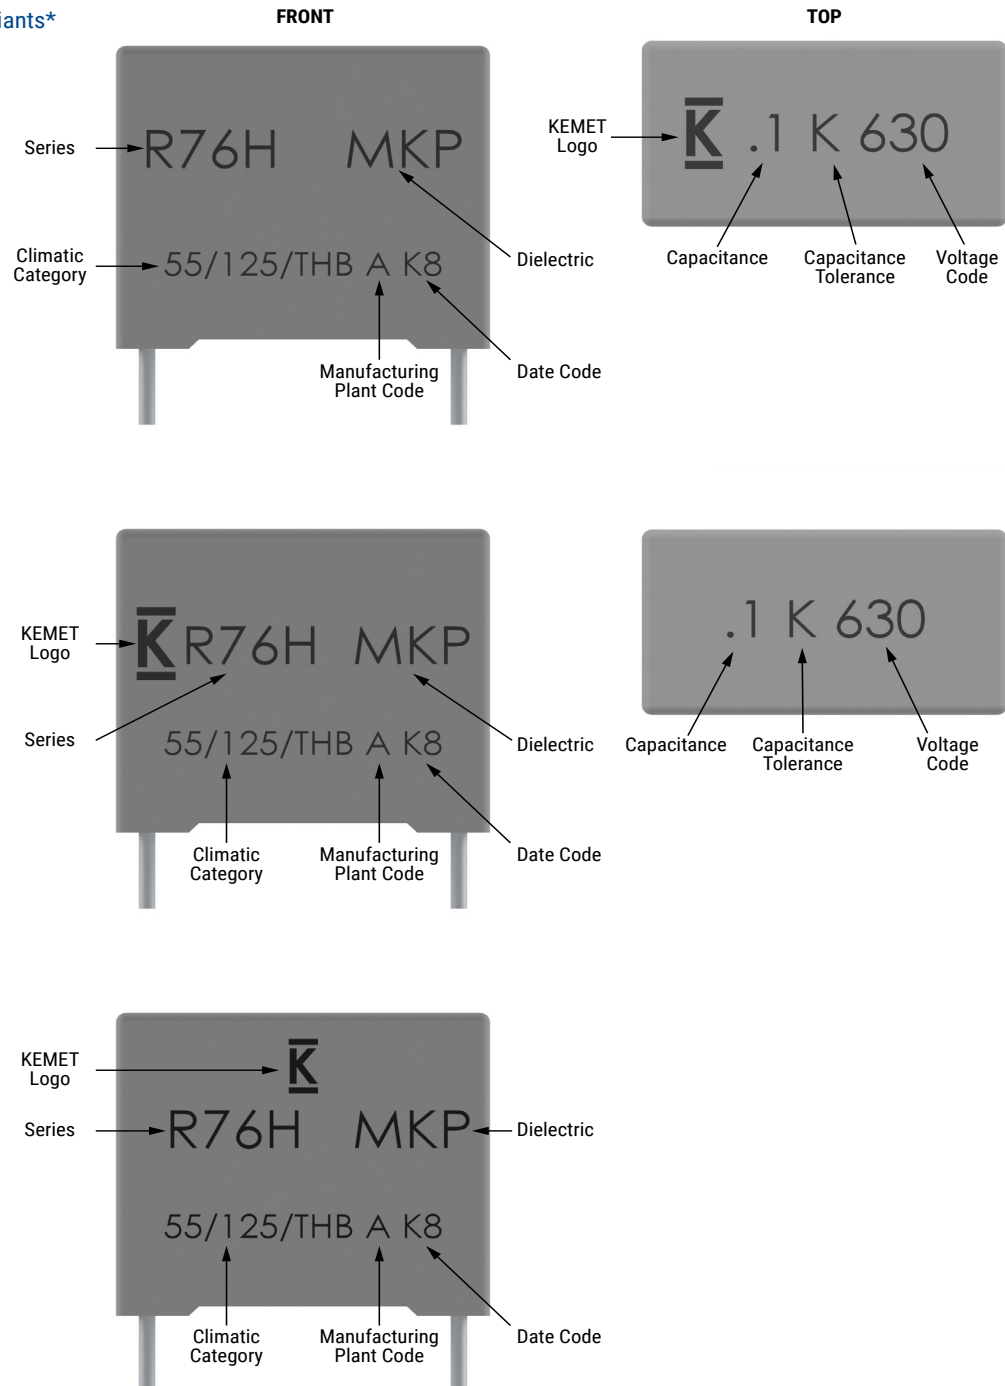 iants*
FRONT
TOP
Series
R76H MKP
Climatic
Category
55/125/THB A K8
Dielectric
Manufacturing
Plant Code
Date Code
KEMET
Logo
K .1 K 630
Capacitance
Capacitance
Tolerance
Voltage
Code
KEMET
Logo
K R76H MKP
Series
55/125/THB A K8
Dielectric
Climatic
Category
Manufacturing
Plant Code
Date Code
.1 K 630
Capacitance
Capacitance
Tolerance
Voltage
Code
KEMET
Logo
K
Series
R76H MKP
Dielectric
55/125/THB A K8
Climatic
Category
Manufacturing
Plant Code
Date Code